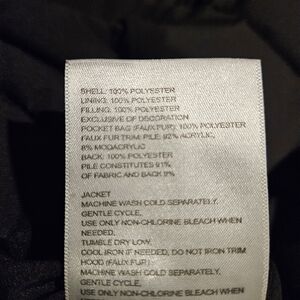 SHELL: 100% POLYESTER
LINING: 100% POLYESTER
FILLING: 100% POLYESTER
EXCLUSIVE OF DECORATION
POCKET BAG (FAUX FUR): 100% POLYESTER
FAUX FUR TRIM: PILE: 92% ACRYLIC,
8% MODACRYLIC
BACK: 100% POLYESTER
PILE CONSTITUTES 91%
OF FABRIC AND BACK 9%
JACKET
MACHINE WASH COLD SEPARATELY,
GENTLE CYCLE.
USE ONLY NON-CHLORINE BLEACH WHEN
NEEDED.
TUMBLE DRY LOW.
COOL IRON IF NEEDED, DO NOT IRON TRIM
HOOD (FAUX FUR)
MACHINE WASH COLD SEPARATELY,
GENTLE CYCLE.
USE ONLY NON-CHLORINE BLEACH WHEN